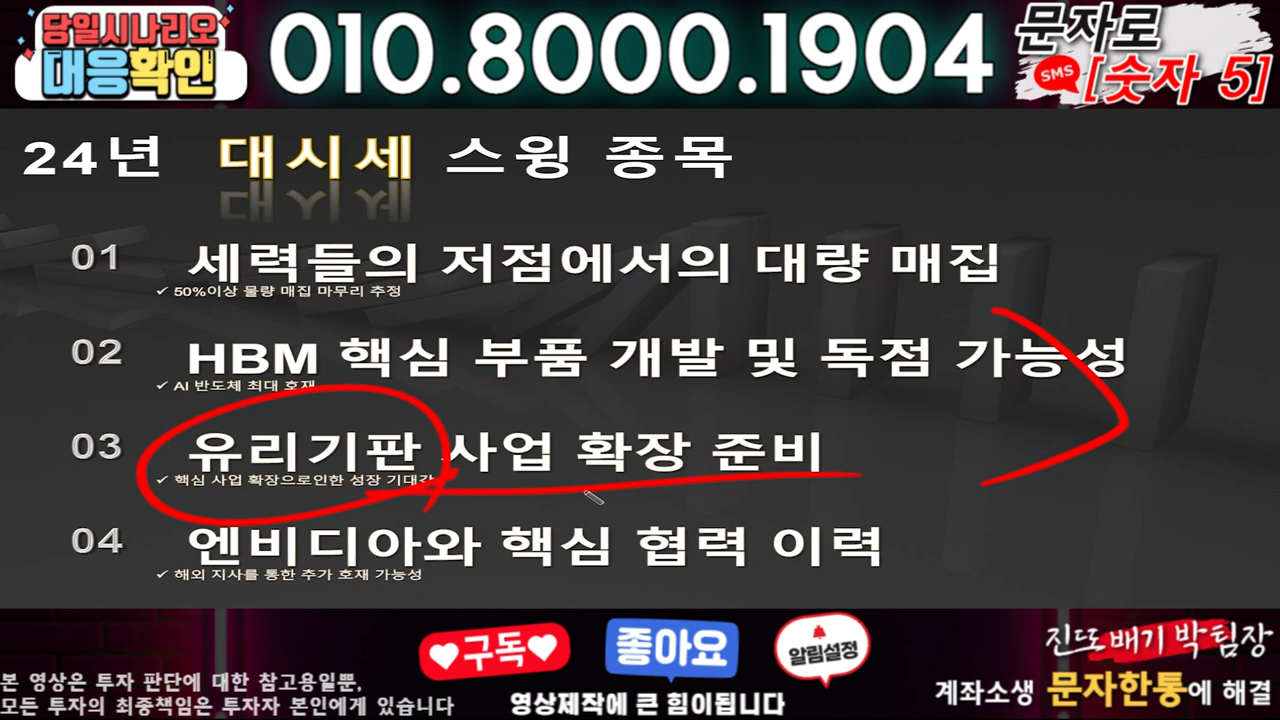 당일시나리오
대응확인
010.8000.1904
문자로
SMS [숫자 5]
24년 대시세 스윙 종목
01 세력들의 저점에서의 대량 매집
✓ 50%이상 물량 매집 마무리 추정
02 HBM 핵심 부품 개발 및 독점 가능성
✓ AI 반도체 최대 호재
03 유리기판 사업 확장 준비
✓ 핵심 사업 확장으로인한 성장 기대감
04 엔비디아와 핵심 협력 이력
✓ 해외 지사를 통한 추가 호재 가능성
구독
좋아요
알림설정
영상제작에 큰 힘이됩니다
본 영상은 투자 판단에 대한 참고용일뿐,
모든 투자의 최종책임은 투자자 본인에게 있습니다
진또배기 박팀장
계좌소생 문자한통에 해결